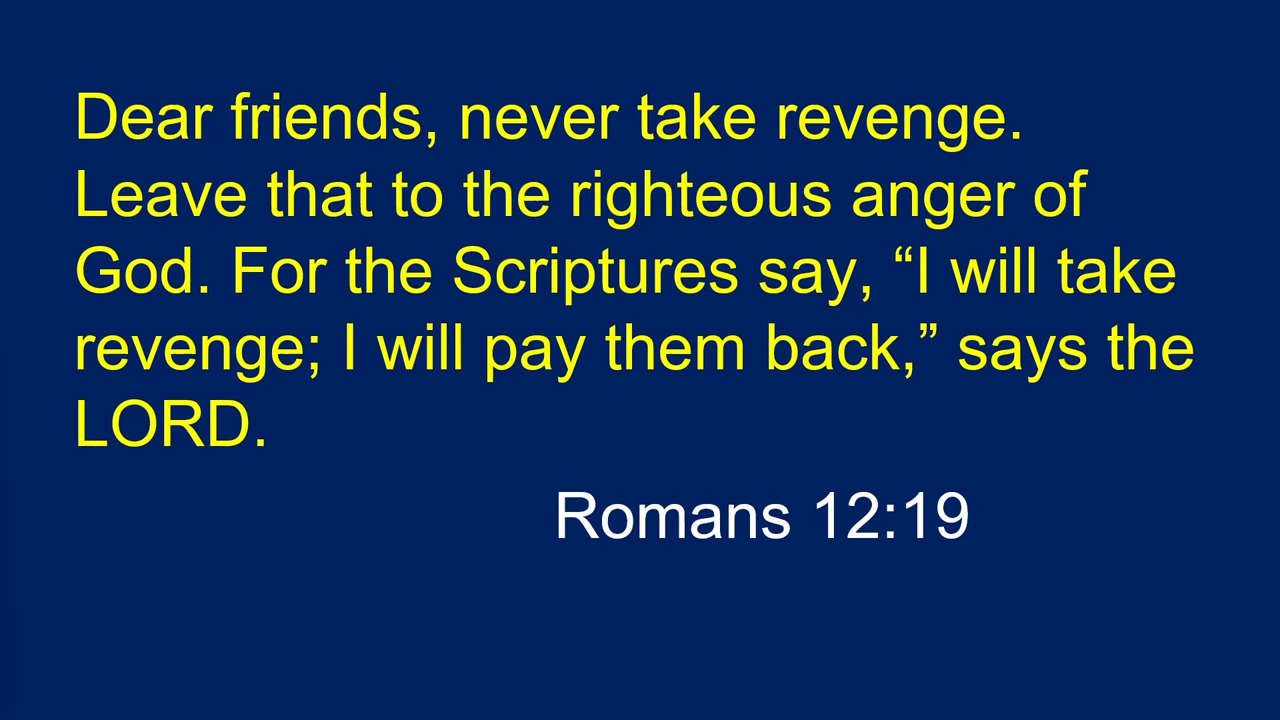 Dear friends, never take revenge.
Leave that to the righteous anger of
God. For the Scriptures say, “I will take
revenge; I will pay them back,” says the
LORD.
Romans 12:19